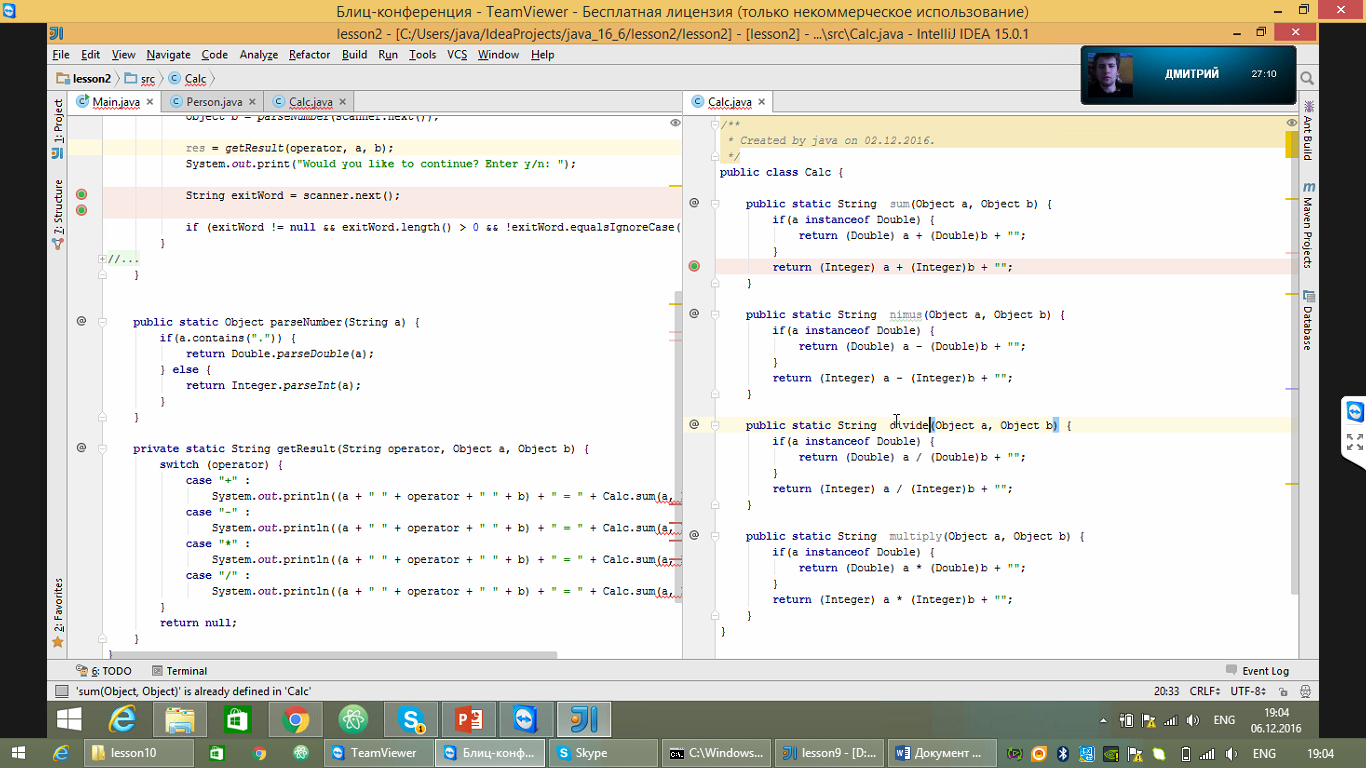 Блиц-конференция - TeamViewer - Бесплатная лицензия (только некоммерческое использование)
lesson2 - [C:/Users/java/IdeaProjects/java_16_6/lesson2/lesson2] - [lesson2] - ...\src\Calc.java - IntelliJ IDEA 15.0.1
File Edit View Navigate Code Analyze Refactor Build Run Tools VCS Window Help
ДМИТРИЙ 27:10
lesson2 src Calc
Main.java Person.java Calc.java
Object b = parseNumber(scanner.next());
res = getResult(operator, a, b);
System.out.print("Would you like to continue? Enter y/n: ");
String exitWord = scanner.next();
if (exitWord != null && exitWord.length() > 0 && !exitWord.equalsIgnoreCase(
}
//...
}
public static Object parseNumber(String a) {
if(a.contains(".")) {
return Double.parseDouble(a);
} else {
return Integer.parseInt(a);
}
}
private static String getResult(String operator, Object a, Object b) {
switch (operator) {
case "+" :
System.out.println((a + " " + operator + " " + b) + " = " + Calc.sum(a,
case "-" :
System.out.println((a + " " + operator + " " + b) + " = " + Calc.sum(a,
case "*" :
System.out.println((a + " " + operator + " " + b) + " = " + Calc.sum(a,
case "/" :
System.out.println((a + " " + operator + " " + b) + " = " + Calc.sum(a,
}
return null;
}
}
Calc.java
/**
* Created by java on 02.12.2016.
*/
public class Calc {
public static String sum(Object a, Object b) {
if(a instanceof Double) {
return (Double) a + (Double)b + "";
}
return (Integer) a + (Integer)b + "";
}
public static String nimus(Object a, Object b) {
if(a instanceof Double) {
return (Double) a - (Double)b + "";
}
return (Integer) a - (Integer)b + "";
}
public static String divide(Object a, Object b) {
if(a instanceof Double) {
return (Double) a / (Double)b + "";
}
return (Integer) a / (Integer)b + "";
}
public static String multiply(Object a, Object b) {
if(a instanceof Double) {
return (Double) a * (Double)b + "";
}
return (Integer) a * (Integer)b + "";
}
}
1: Project
7: Structure
2: Favorites
Ant Build
Maven Projects
Database
6: TODO Terminal Event Log
'sum(Object, Object)' is already defined in 'Calc' 20:33 CRLF UTF-8
ENG 19:04
06.12.2016
lesson10 TeamViewer Блиц-конф... Skype C:\Windows... lesson9 - [D:... Документ ... ENG 19:04